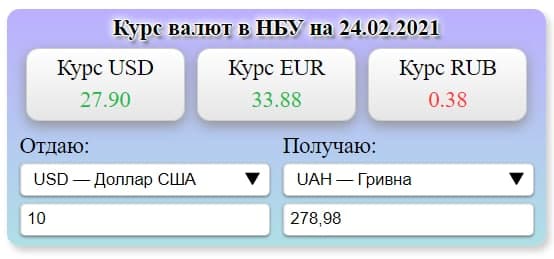 Курс валют в НБУ на 24.02.2021
Курс USD Курс EUR Курс RUB
27.90 33.88 0.38
Отдаю: Получаю:
USD — Доллар США UAH — Гривна
10 278,98